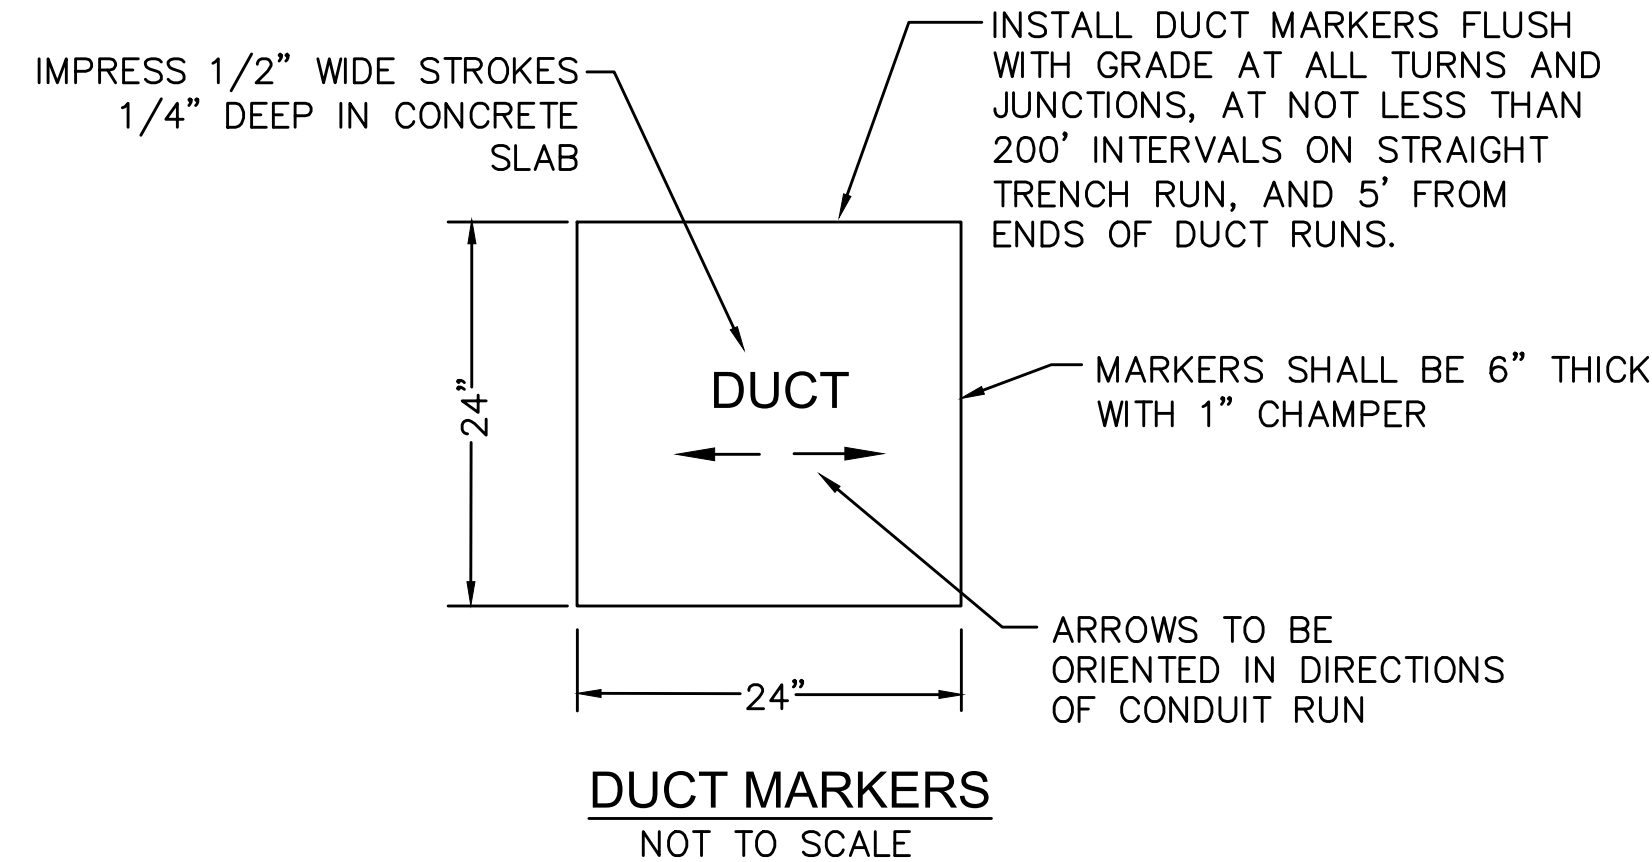 INSTALL DUCT MARKERS FLUSH
WITH GRADE AT ALL TURNS AND
JUNCTIONS, AT NOT LESS THAN
200' INTERVALS ON STRAIGHT
TRENCH RUN, AND 5' FROM
ENDS OF DUCT RUNS.
IMPRESS 1/2" WIDE STROKES
1/4" DEEP IN CONCRETE
SLAB
MARKERS SHALL BE 6" THICK
WITH 1" CHAMPER
DUCT
24"
ARROWS TO BE
ORIENTED IN DIRECTIONS
OF CONDUIT RUN
24"
DUCT MARKERS
NOT TO SCALE